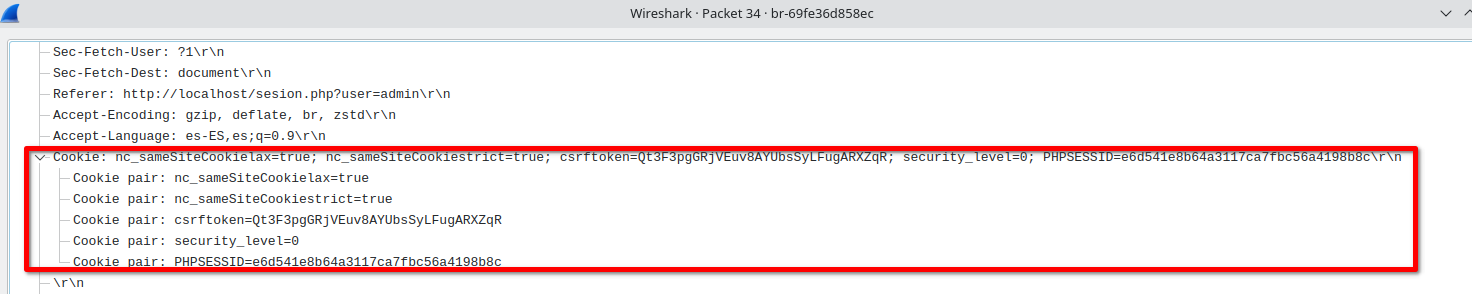 Wireshark · Packet 34 · br-69fe36d858ec
Sec-Fetch-User: ?1\r\n
Sec-Fetch-Dest: document\r\n
Referer: http://localhost/sesion.php?user=admin\r\n
Accept-Encoding: gzip, deflate, br, zstd\r\n
Accept-Language: es-ES,es;q=0.9\r\n
Cookie: nc_sameSiteCookielax=true; nc_sameSiteCookiestrict=true; csrftoken=Qt3F3pgGRjVEuv8AYUbsSyLFugARXZqR; security_level=0; PHPSESSID=e6d541e8b64a3117ca7fbc56a4198b8c\r\n
Cookie pair: nc_sameSiteCookielax=true
Cookie pair: nc_sameSiteCookiestrict=true
Cookie pair: csrftoken=Qt3F3pgGRjVEuv8AYUbsSyLFugARXZqR
Cookie pair: security_level=0
Cookie pair: PHPSESSID=e6d541e8b64a3117ca7fbc56a4198b8c
\r\n